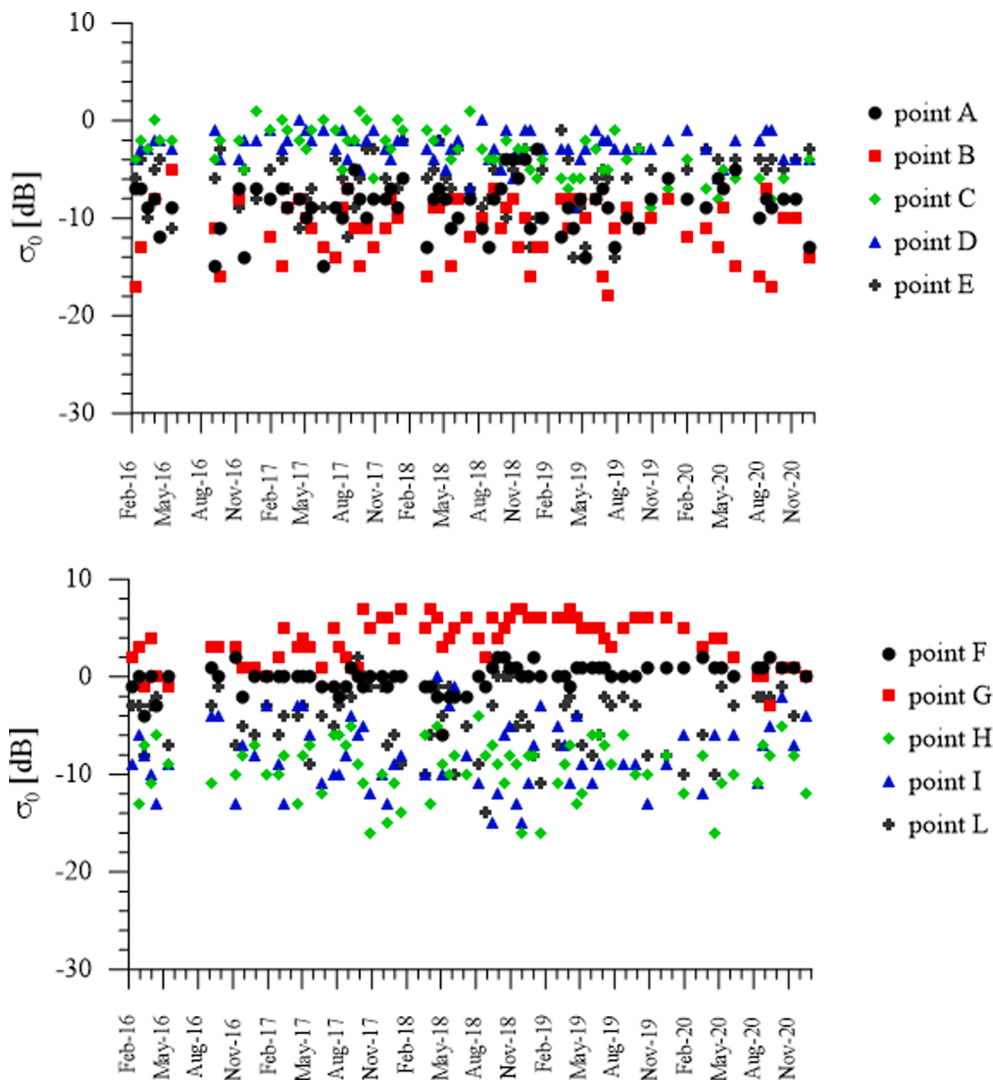 10
0
-10
-20
-30
σ0 [dB]
Feb-16
May-16
Aug-16
Nov-16
Feb-17
May-17
Aug-17
Nov-17
Feb-18
May-18
Aug-18
Nov-18
Feb-19
May-19
Aug-19
Nov-19
Feb-20
May-20
Aug-20
Nov-20
point A
point B
point C
point D
point E
10
0
-10
-20
-30
σ0 [dB]
Feb-16
May-16
Aug-16
Nov-16
Feb-17
May-17
Aug-17
Nov-17
Feb-18
May-18
Aug-18
Nov-18
Feb-19
May-19
Aug-19
Nov-19
Feb-20
May-20
Aug-20
Nov-20
point F
point G
point H
point I
point L